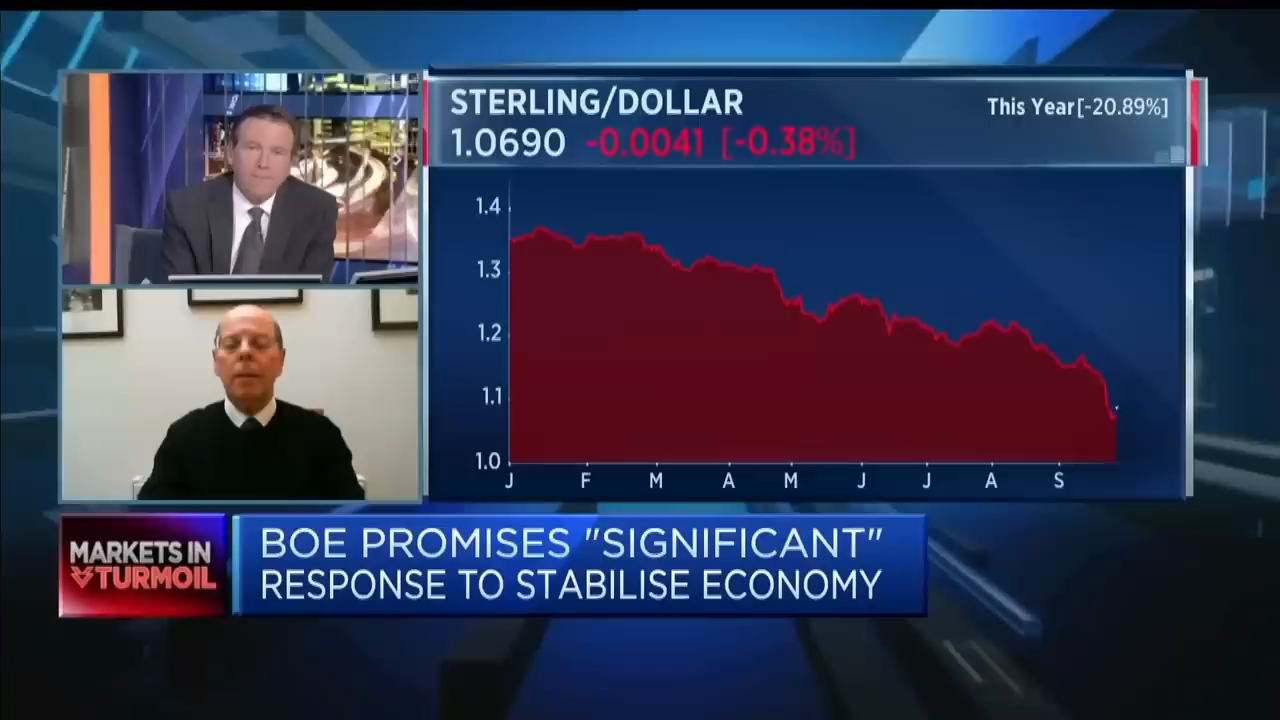 STERLING/DOLLAR
This Year[-20.89%]
1.0690 -0.0041 [-0.38%]
1.4
1.3
1.2
1.1
1.0
J F M A M J J A S
MARKETS IN
TURMOIL
BOE PROMISES "SIGNIFICANT"
RESPONSE TO STABILISE ECONOMY